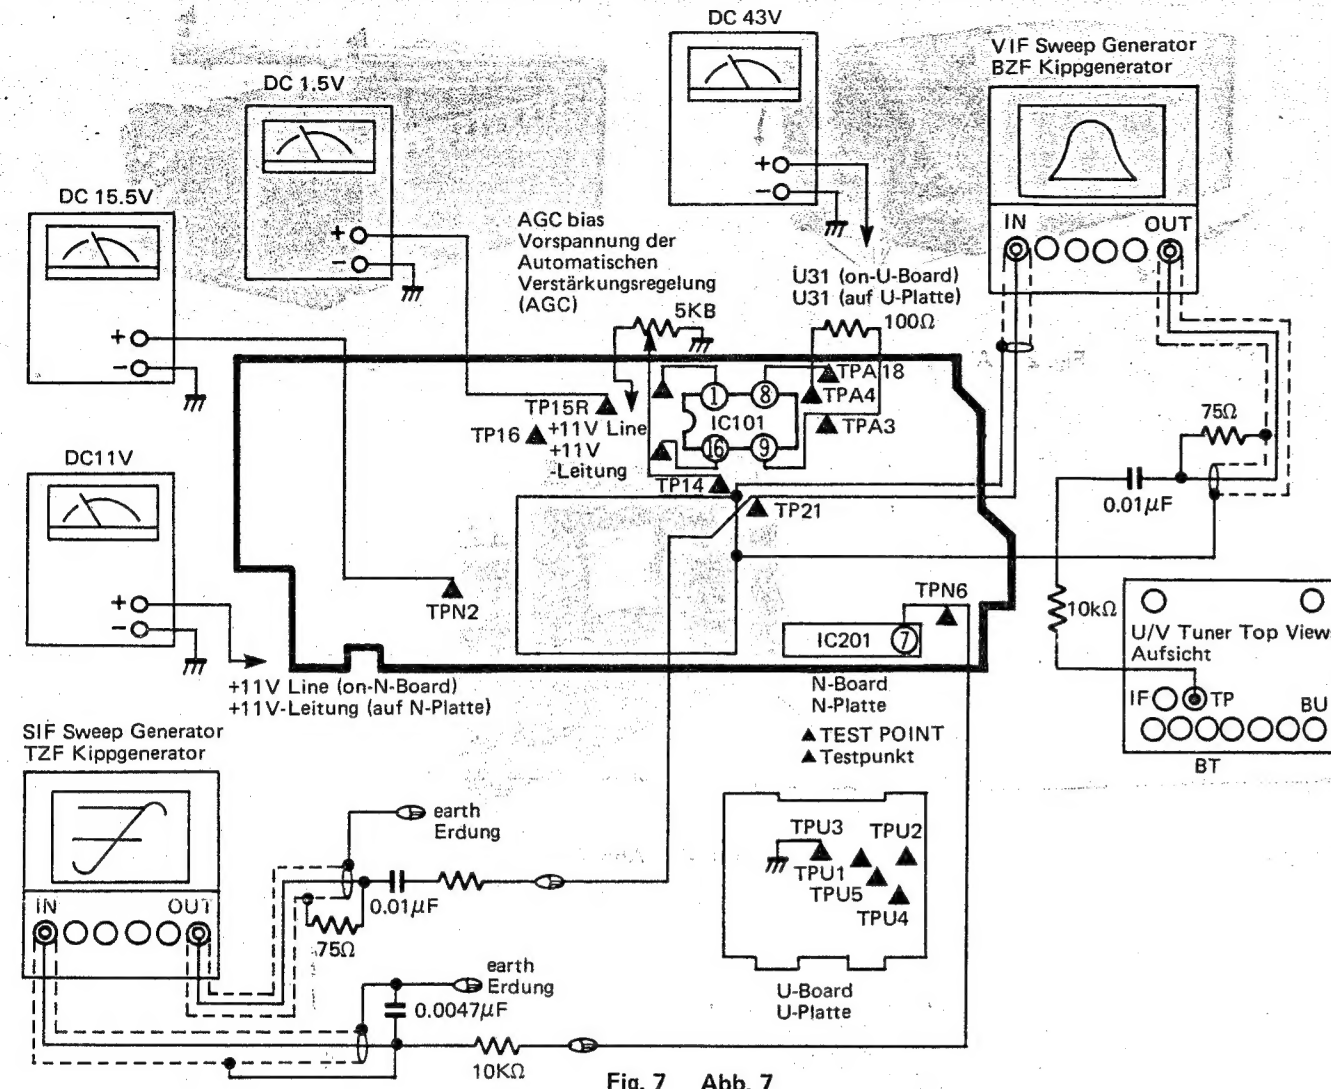 DC 43V
VIF Sweep Generator
BZF Kippgenerator
DC 1.5V
+
−
DC 15.5V
+
−
+
−
IN
OUT
AGC bias
Vorspannung der
Automatischen
Verstärkungsregelung
(AGC)
5KB
U31 (on-U-Board)
U31 (auf U-Platte)
100Ω
TPA 18
TPA4
TPA3
1
8
IC101
16
9
TP15R
TP16
+11V Line
+11V
-Leitung
TP14
TP21
75Ω
0.01μF
DC11V
+
−
TPN2
TPN6
IC201
7
10kΩ
U/V Tuner Top View
Aufsicht
IF
TP
BU
BT
+11V Line (on-N-Board)
+11V-Leitung (auf N-Platte)
N-Board
N-Platte
▲ TEST POINT
▲ Testpunkt
SIF Sweep Generator
TZF Kippgenerator
IN
OUT
earth
Erdung
0.01μF
75Ω
earth
Erdung
0.0047μF
10KΩ
TPU3
TPU2
TPU1
TPU5
TPU4
U-Board
U-Platte
Fig. 7 Abb. 7